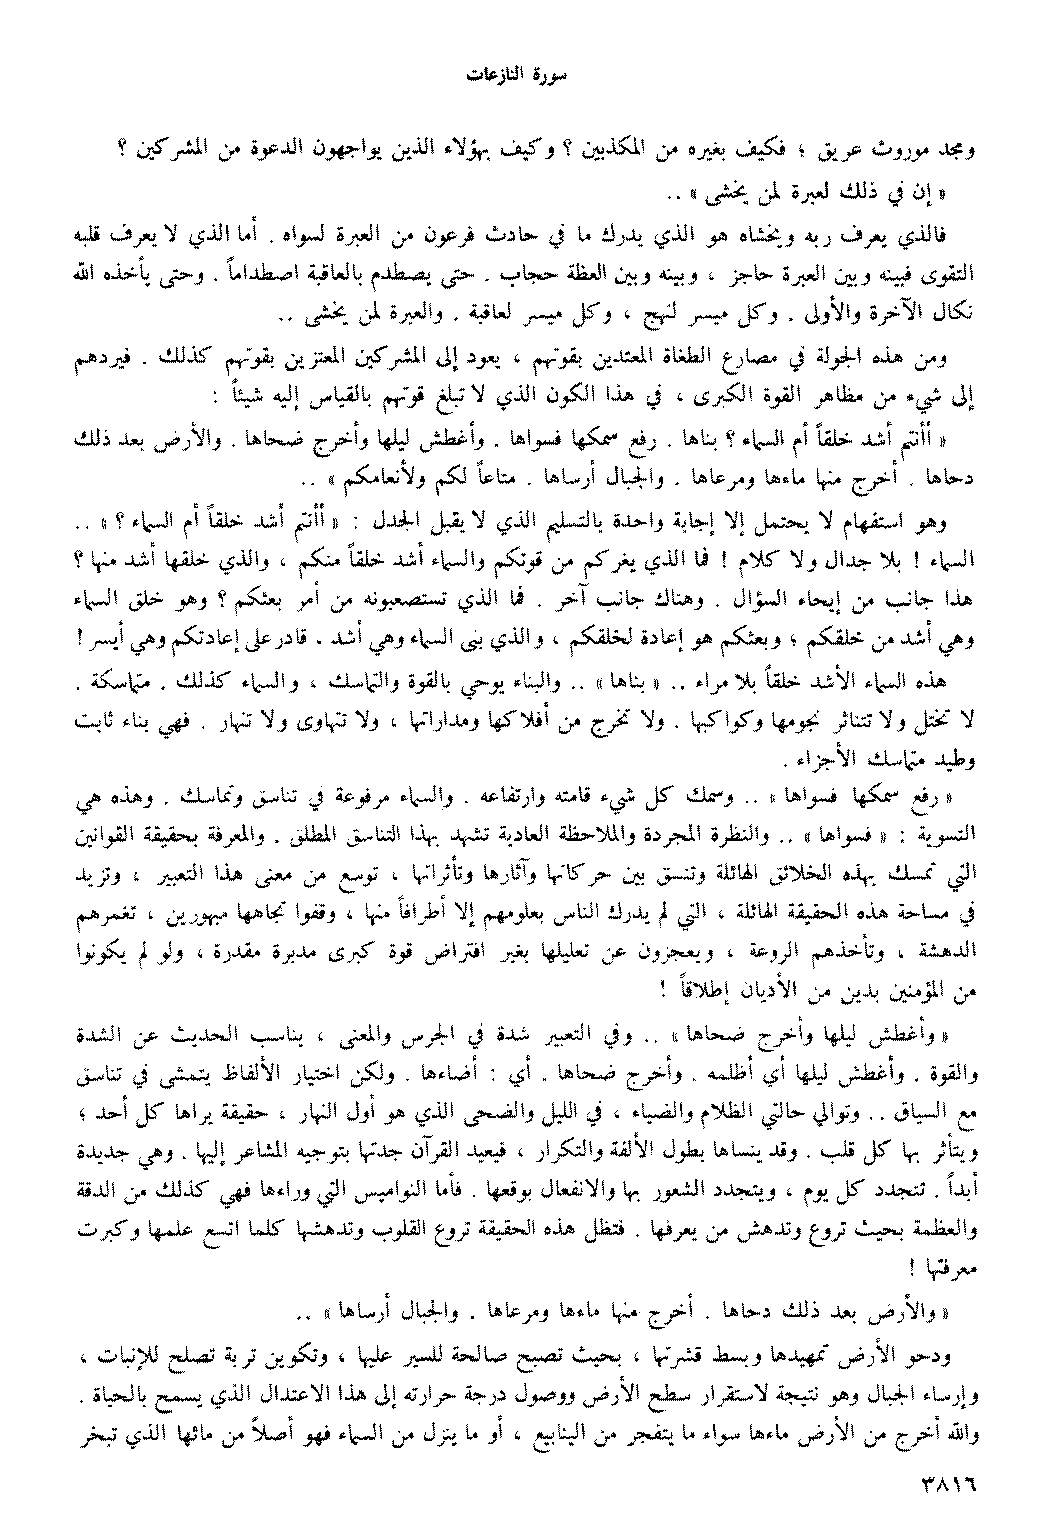 سورة النازعات
ومجد موروث عريق ؛ فكيف بغيره من المكذبين ؟ وكيف بهؤلاء الذين يواجهون الدعوة من المشركين ؟
« إن في ذلك لعبرة لمن يخشى » ..
فالذي يعرف ربه ويخشاه هو الذي يدرك ما في حادث فرعون من العبرة لسواه . أما الذي لا يعرف قلبه
التقوى فبينه وبين العبرة حاجز ، وبينه وبين العظة حجاب . حتى يصطدم بالعاقبة اصطداماً . وحتى يأخذه الله
نكال الآخرة والأولى . وكل ميسر لنهج ، وكل ميسر لعاقبة . والعبرة لمن يخشى ..
ومن هذه الجولة في مصارع الطغاة المعتدين بقوتهم ، يعود إلى المشركين المعتزين بقوتهم كذلك . فيردهم
إلى شيء من مظاهر القوة الكبرى ، في هذا الكون الذي لا تبلغ قوتهم بالقياس إليه شيئاً :
« أأنتم أشد خلقاً أم السماء ؟ بناها . رفع سمكها فسواها . وأغطش ليلها وأخرج ضحاها . والأرض بعد ذلك
دحاها . أخرج منها ماءها ومرعاها . والجبال أرساها . متاعاً لكم ولأنعامكم » ..
وهو استفهام لا يحتمل إلا إجابة واحدة بالتسليم الذي لا يقبل الجدل : « أأنتم أشد خلقاً أم السماء ؟ » ..
السماء ! بلا جدال ولا كلام ! فما الذي يغركم من قوتكم والسماء أشد خلقاً منكم ، والذي خلقها أشد منها ؟
هذا جانب من إيحاء السؤال . وهناك جانب آخر . فما الذي تستصعبونه من أمر بعثكم ؟ وهو خلق السماء
وهي أشد من خلقكم ؛ وبعثكم هو إعادة لخلقكم ، والذي بنى السماء وهي أشد . قادر على إعادتكم وهي أيسر !
هذه السماء الأشد خلقاً بلا مراء .. « بناها » .. والبناء يوحي بالقوة والتماسك ، والسماء كذلك . متماسكة .
لا تختل ولا تتناثر نجومها وكواكبها . ولا تخرج من أفلاكها ومداراتها ، ولا تتهاوى ولا تنهار . فهي بناء ثابت
وطيد متماسك الأجزاء .
« رفع سمكها فسواها » .. وسمك كل شيء قامته وارتفاعه . والسماء مرفوعة في تناسق وتماسك . وهذه هي
التسوية : « فسواها » .. والنظرة المجردة والملاحظة العادية تشهد بهذا التناسق المطلق . والمعرفة بحقيقة القوانين
التي تمسك بهذه الخلائق الهائلة وتنسق بين حركاتها وآثارها وتأثراتها ، توسع من معنى هذا التعبير ، وتزيد
في مساحة هذه الحقيقة الهائلة ، التي لم يدرك الناس بعلومهم إلا أطرافاً منها ، وقفوا تجاهها مبهورين ، تغمرهم
الدهشة ، وتأخذهم الروعة ، ويعجزون عن تعليلها بغير افتراض قوة كبرى مدبرة مقدرة ، ولو لم يكونوا
من المؤمنين بدين من الأديان إطلاقاً !
« وأغطش ليلها وأخرج ضحاها » .. وفي التعبير شدة في الجرس والمعنى ، يناسب الحديث عن الشدة
والقوة . وأغطش ليلها أي أظلمه . وأخرج ضحاها . أي : أضاءها . ولكن اختيار الألفاظ يتمشى في تناسق
مع السياق .. وتوالي حالتي الظلام والضياء ، في الليل والضحى الذي هو أول النهار ، حقيقة يراها كل أحد ؛
ويتأثر بها كل قلب . وقد ينساها بطول الألفة والتكرار ، فيعيد القرآن جدتها بتوجيه المشاعر إليها . وهي جديدة
أبداً . تتجدد كل يوم ، ويتجدد الشعور بها والانفعال بوقعها . فأما النواميس التي وراءها فهي كذلك من الدقة
والعظمة بحيث تروع وتدهش من يعرفها . فتظل هذه الحقيقة تروع القلوب وتدهشها كلما اتسع علمها وكبرت
معرفتها !
« والأرض بعد ذلك دحاها . أخرج منها ماءها ومرعاها . والجبال أرساها » ..
ودحو الأرض تمهيدها وبسط قشرتها ، بحيث تصبح صالحة للسير عليها ، وتكوين تربة تصلح للإنبات ،
وإرساء الجبال وهو نتيجة لاستقرار سطح الأرض ووصول درجة حرارته إلى هذا الاعتدال الذي يسمح بالحياة .
والله أخرج من الأرض ماءها سواء ما يتفجر من الينابيع ، أو ما ينزل من السماء فهو أصلاً من مائها الذي تبخر
٣٨١٦